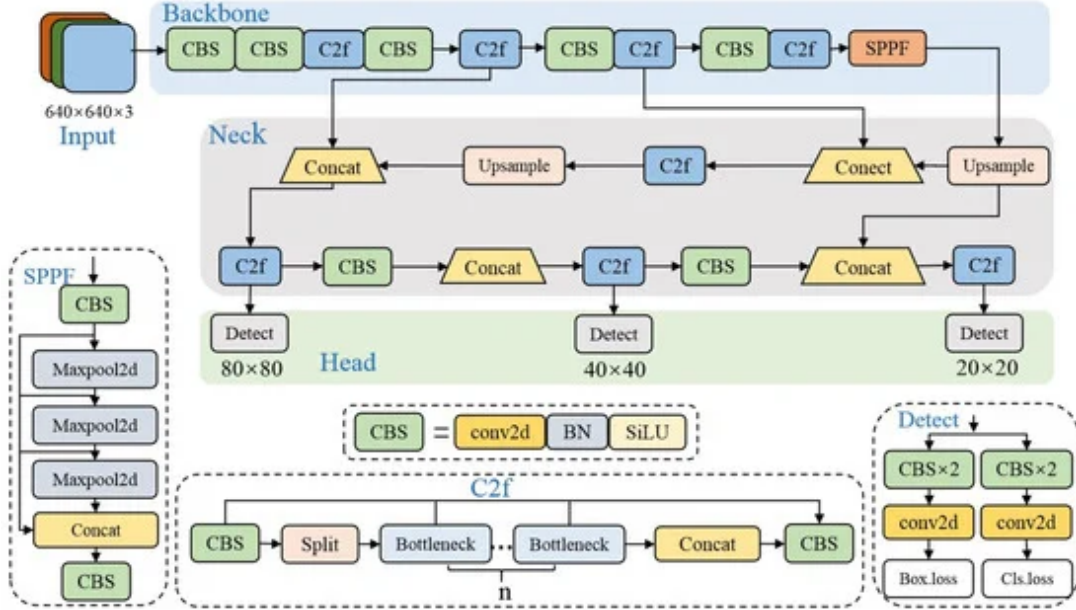 Backbone
CBS CBS C2f CBS C2f CBS C2f CBS C2f SPPF
640×640×3
Input
Neck
Concat Upsample C2f Conect Upsample
C2f CBS Concat C2f CBS Concat C2f
Detect Detect Detect
80×80 Head 40×40 20×20
SPPF
CBS
Maxpool2d
Maxpool2d
Maxpool2d
Concat
CBS
CBS = conv2d BN SiLU
C2f
CBS Split Bottleneck ... Bottleneck Concat CBS
n
Detect
CBS×2 CBS×2
conv2d conv2d
Box.loss Cls.loss